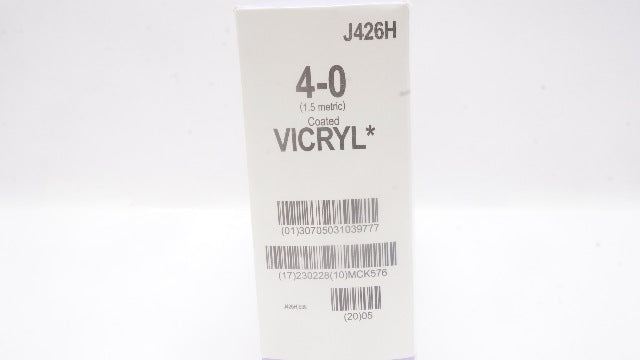 J426H
4-0
(1.5 metric)
Coated
VICRYL*
(01)30705031039777
(17)230228(10)MCK576
(20)05